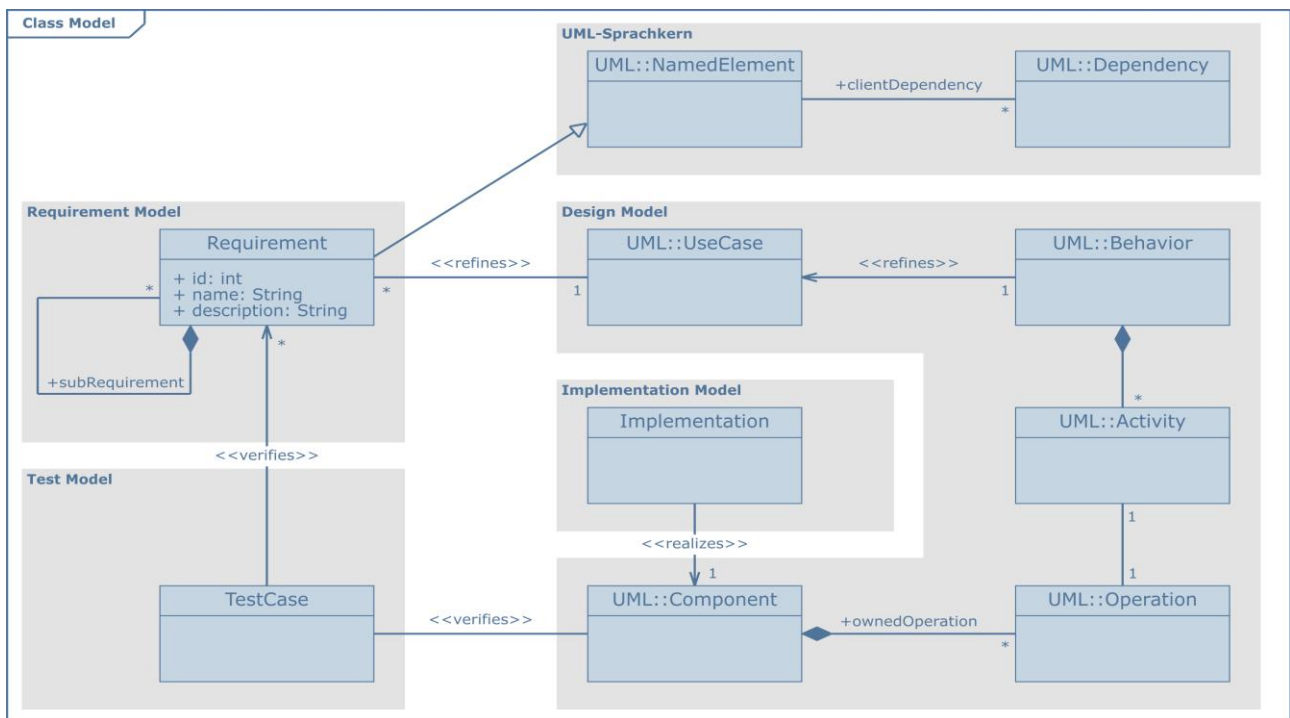 Class Model
UML-Sprachkern
UML::NamedElement
+clientDependency
*
UML::Dependency
Requirement Model
Requirement
+ id: int
+ name: String
+ description: String
*
+subRequirement
*
*
<<refines>>
1
Design Model
UML::UseCase
<<refines>>
1
UML::Behavior
*
UML::Activity
1
1
UML::Operation
Implementation Model
Implementation
<<realizes>>
1
<<verifies>>
Test Model
TestCase
<<verifies>>
UML::Component
+ownedOperation
*